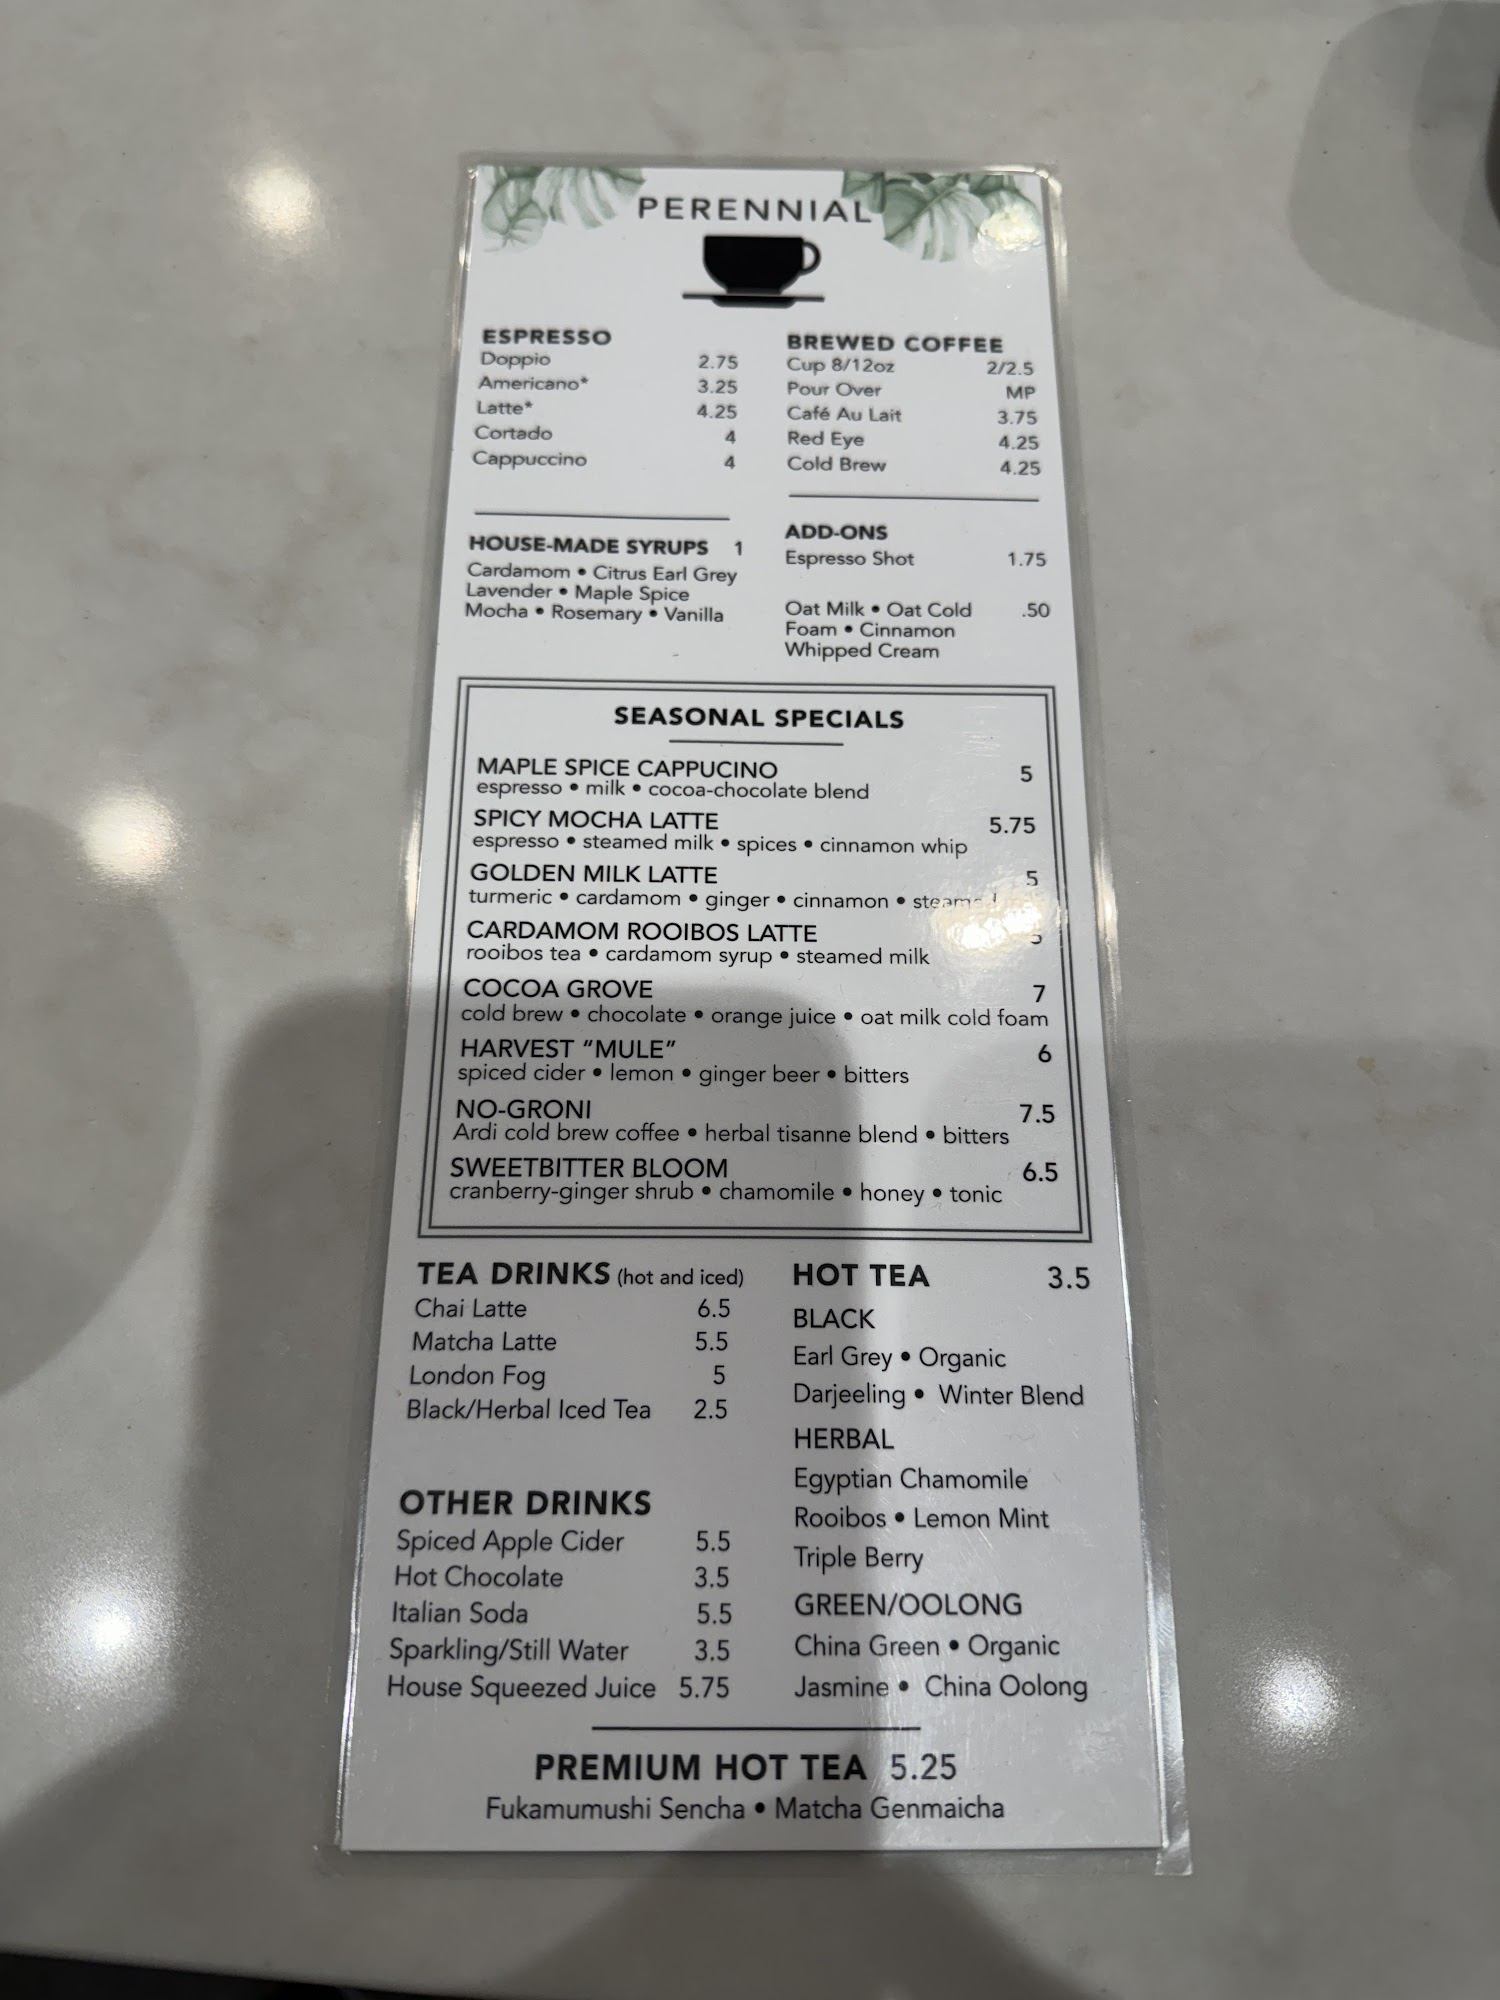 PERENNIAL
ESPRESSO
Doppio 2.75
Americano* 3.25
Latte* 4.25
Cortado 4
Cappuccino 4
BREWED COFFEE
Cup 8/12oz 2/2.5
Pour Over MP
Café Au Lait 3.75
Red Eye 4.25
Cold Brew 4.25
HOUSE-MADE SYRUPS 1
Cardamom • Citrus Earl Grey
Lavender • Maple Spice
Mocha • Rosemary • Vanilla
ADD-ONS
Espresso Shot 1.75
Oat Milk • Oat Cold .50
Foam • Cinnamon
Whipped Cream
SEASONAL SPECIALS
MAPLE SPICE CAPPUCINO 5
espresso • milk • cocoa-chocolate blend
SPICY MOCHA LATTE 5.75
espresso • steamed milk • spices • cinnamon whip
GOLDEN MILK LATTE 5
turmeric • cardamom • ginger • cinnamon • steamed
CARDAMOM ROOIBOS LATTE
rooibos tea • cardamom syrup • steamed milk
COCOA GROVE 7
cold brew • chocolate • orange juice • oat milk cold foam
HARVEST “MULE” 6
spiced cider • lemon • ginger beer • bitters
NO-GRONI 7.5
Ardi cold brew coffee • herbal tisanne blend • bitters
SWEETBITTER BLOOM 6.5
cranberry-ginger shrub • chamomile • honey • tonic
TEA DRINKS (hot and iced)
Chai Latte 6.5
Matcha Latte 5.5
London Fog 5
Black/Herbal Iced Tea 2.5
OTHER DRINKS
Spiced Apple Cider 5.5
Hot Chocolate 3.5
Italian Soda 5.5
Sparkling/Still Water 3.5
House Squeezed Juice 5.75
HOT TEA 3.5
BLACK
Earl Grey • Organic
Darjeeling • Winter Blend
HERBAL
Egyptian Chamomile
Rooibos • Lemon Mint
Triple Berry
GREEN/OOLONG
China Green • Organic
Jasmine • China Oolong
PREMIUM HOT TEA 5.25
Fukamumushi Sencha • Matcha Genmaicha